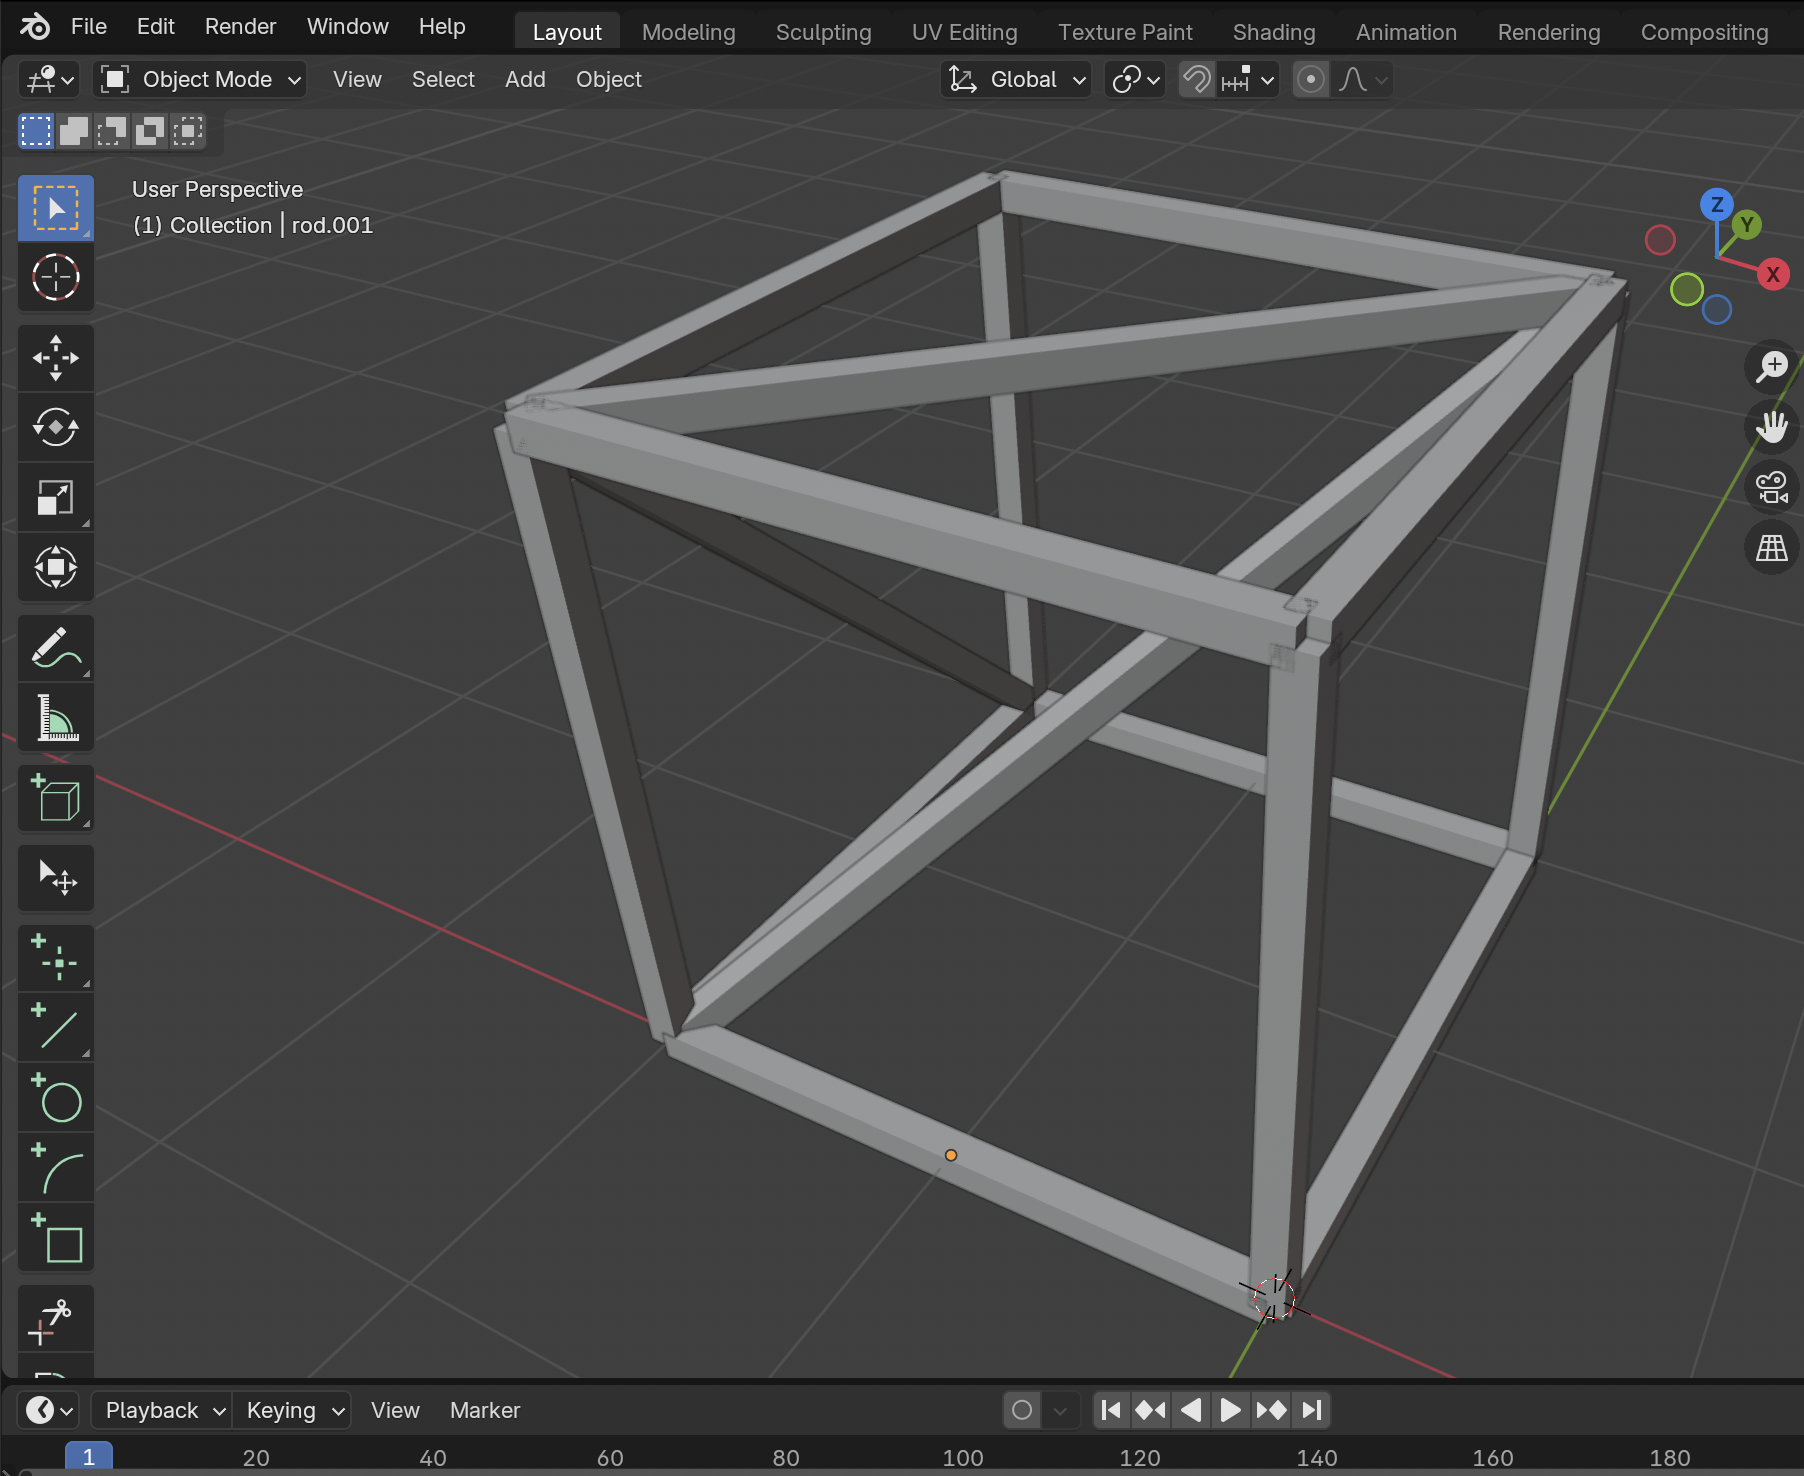 File Edit Render Window Help Layout Modeling Sculpting UV Editing Texture Paint Shading Animation Rendering Compositing
Object Mode View Select Add Object Global
User Perspective
(1) Collection | rod.001
Z
Y
X
Playback Keying View Marker
1 20 40 60 80 100 120 140 160 180